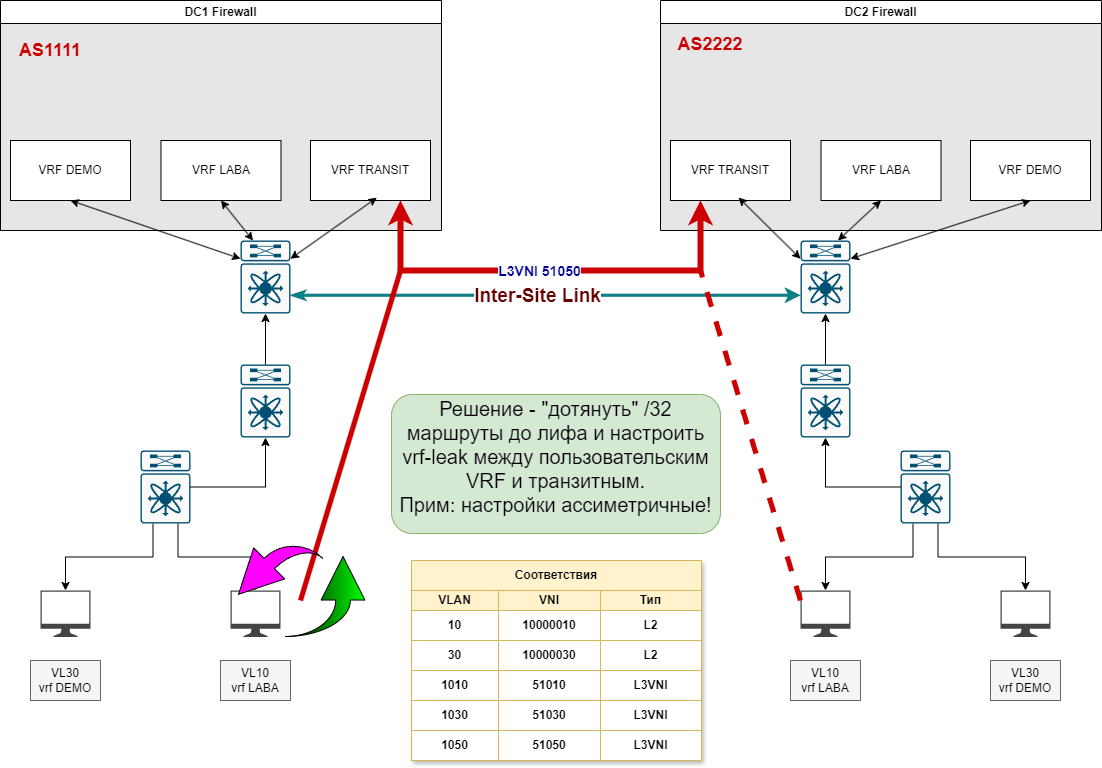 DC1 Firewall
DC2 Firewall
AS1111
AS2222
VRF DEMO
VRF LABA
VRF TRANSIT
VRF TRANSIT
VRF LABA
VRF DEMO
L3VNI 51050
Inter-Site Link
Решение - "дотянуть" /32
маршруты до лифа и настроить
vrf-leak между пользовательским
VRF и транзитным.
Прим: настройки ассиметричные!
Соответствия
VLAN VNI Тип
10 10000010 L2
30 10000030 L2
1010 51010 L3VNI
1030 51030 L3VNI
1050 51050 L3VNI
VL30
vrf DEMO
VL10
vrf LABA
VL10
vrf LABA
VL30
vrf DEMO